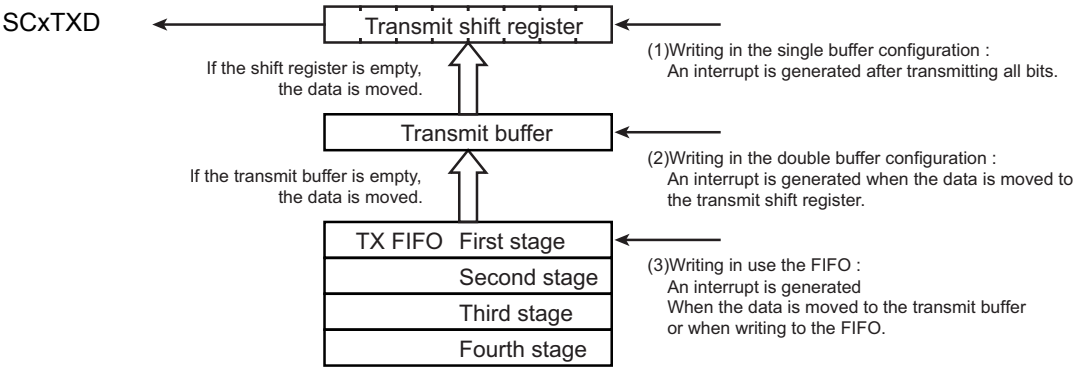 SCxTXD
Transmit shift register
(1)Writing in the single buffer configuration :
An interrupt is generated after transmitting all bits.
If the shift register is empty,
the data is moved.
Transmit buffer
(2)Writing in the double buffer configuration :
An interrupt is generated when the data is moved to
the transmit shift register.
If the transmit buffer is empty,
the data is moved.
TX FIFO First stage
Second stage
Third stage
Fourth stage
(3)Writing in use the FIFO :
An interrupt is generated
When the data is moved to the transmit buffer
or when writing to the FIFO.